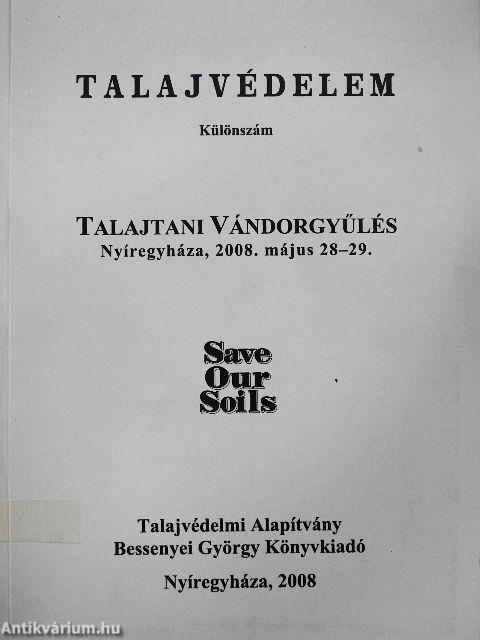 TALAJVÉDELEM
Különszám
TALAJTANI VÁNDORGYŰLÉS
Nyíregyháza, 2008. május 28–29.
Save
Our
Soils
Talajvédelmi Alapítvány
Bessenyei György Könyvkiadó
Nyíregyháza, 2008
Antikvárium.hu